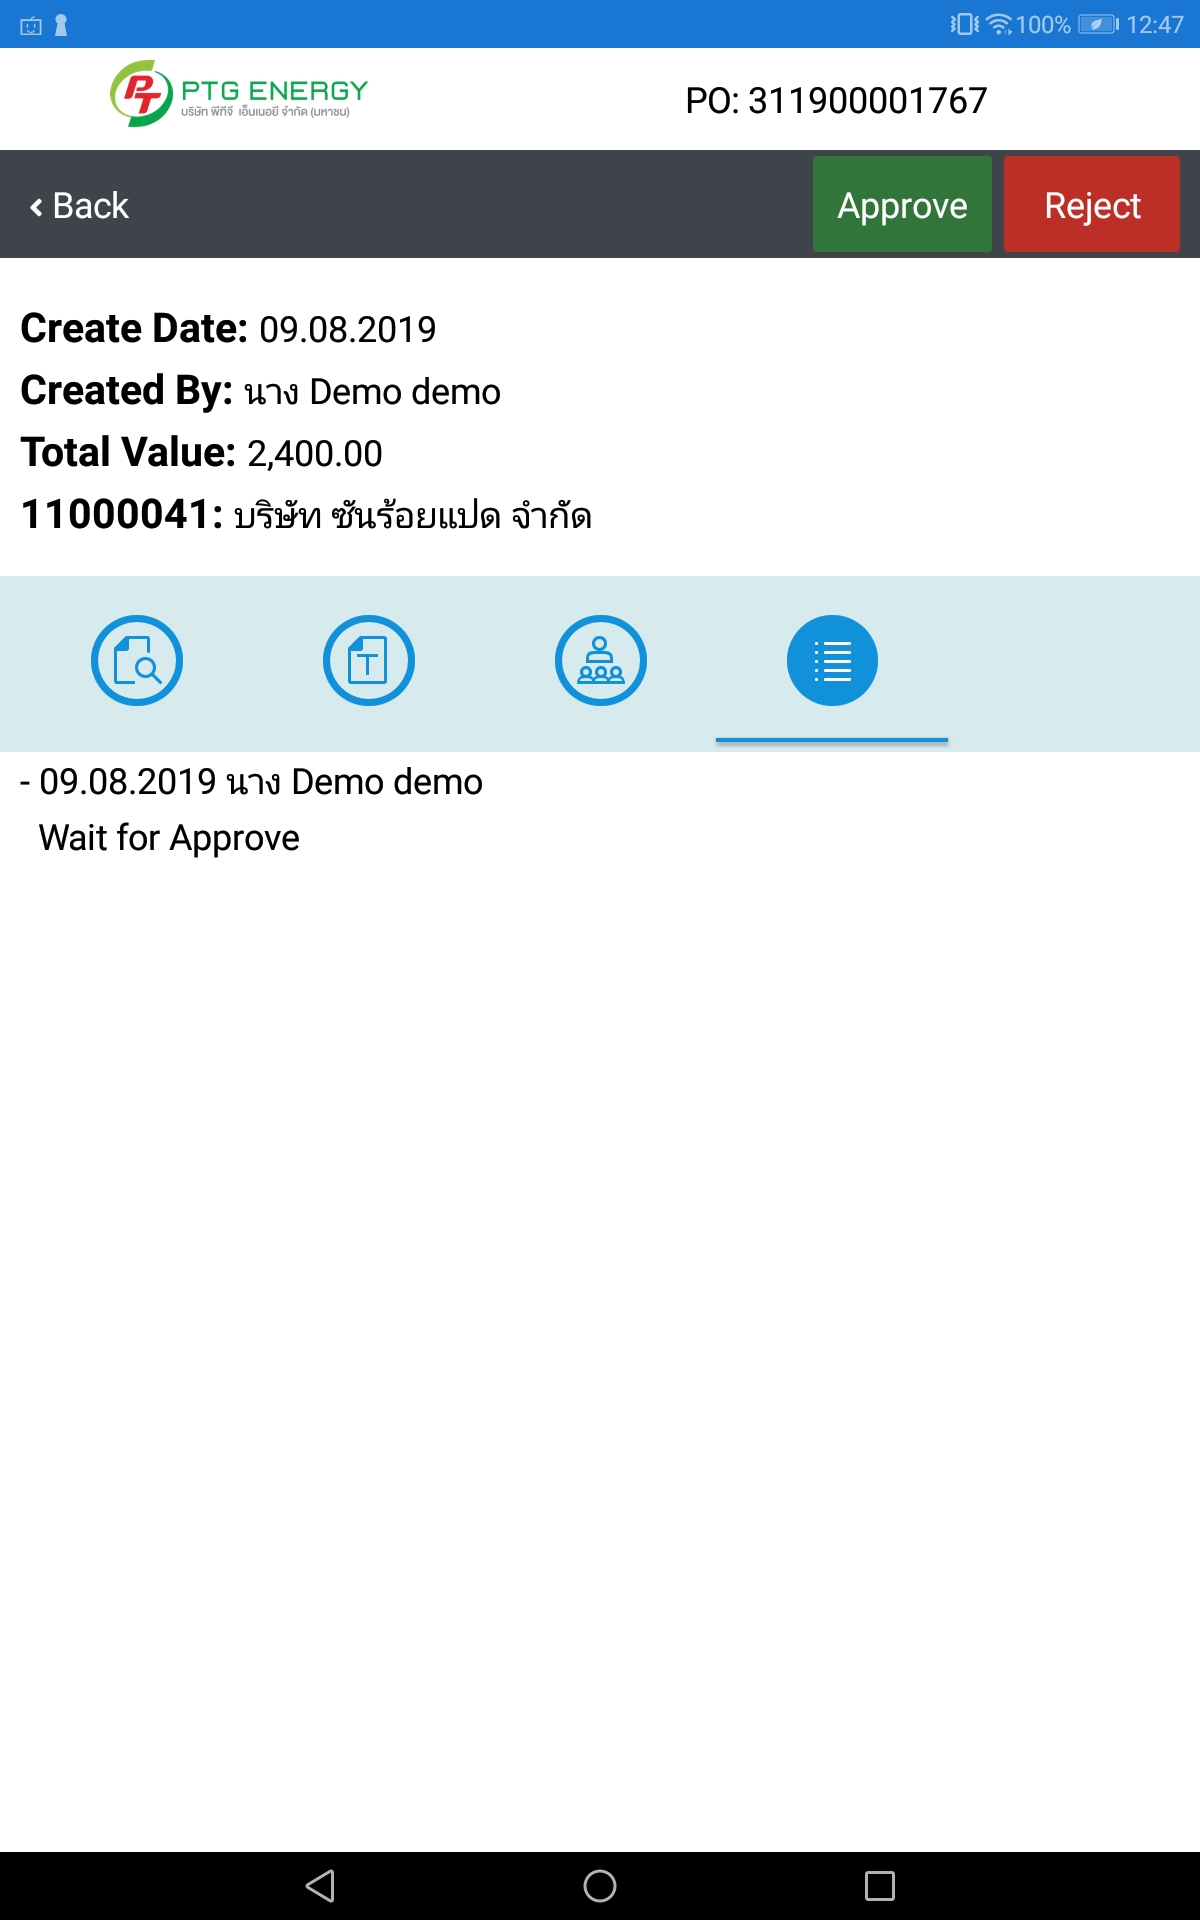 100% 12:47
PTG ENERGY
บริษัท พีทีจี เอ็นเนอยี จำกัด (มหาชน)
PO: 311900001767
Back
Approve
Reject
Create Date: 09.08.2019
Created By: นาง Demo demo
Total Value: 2,400.00
11000041: บริษัท ซันร้อยแปด จำกัด
- 09.08.2019 นาง Demo demo
Wait for Approve